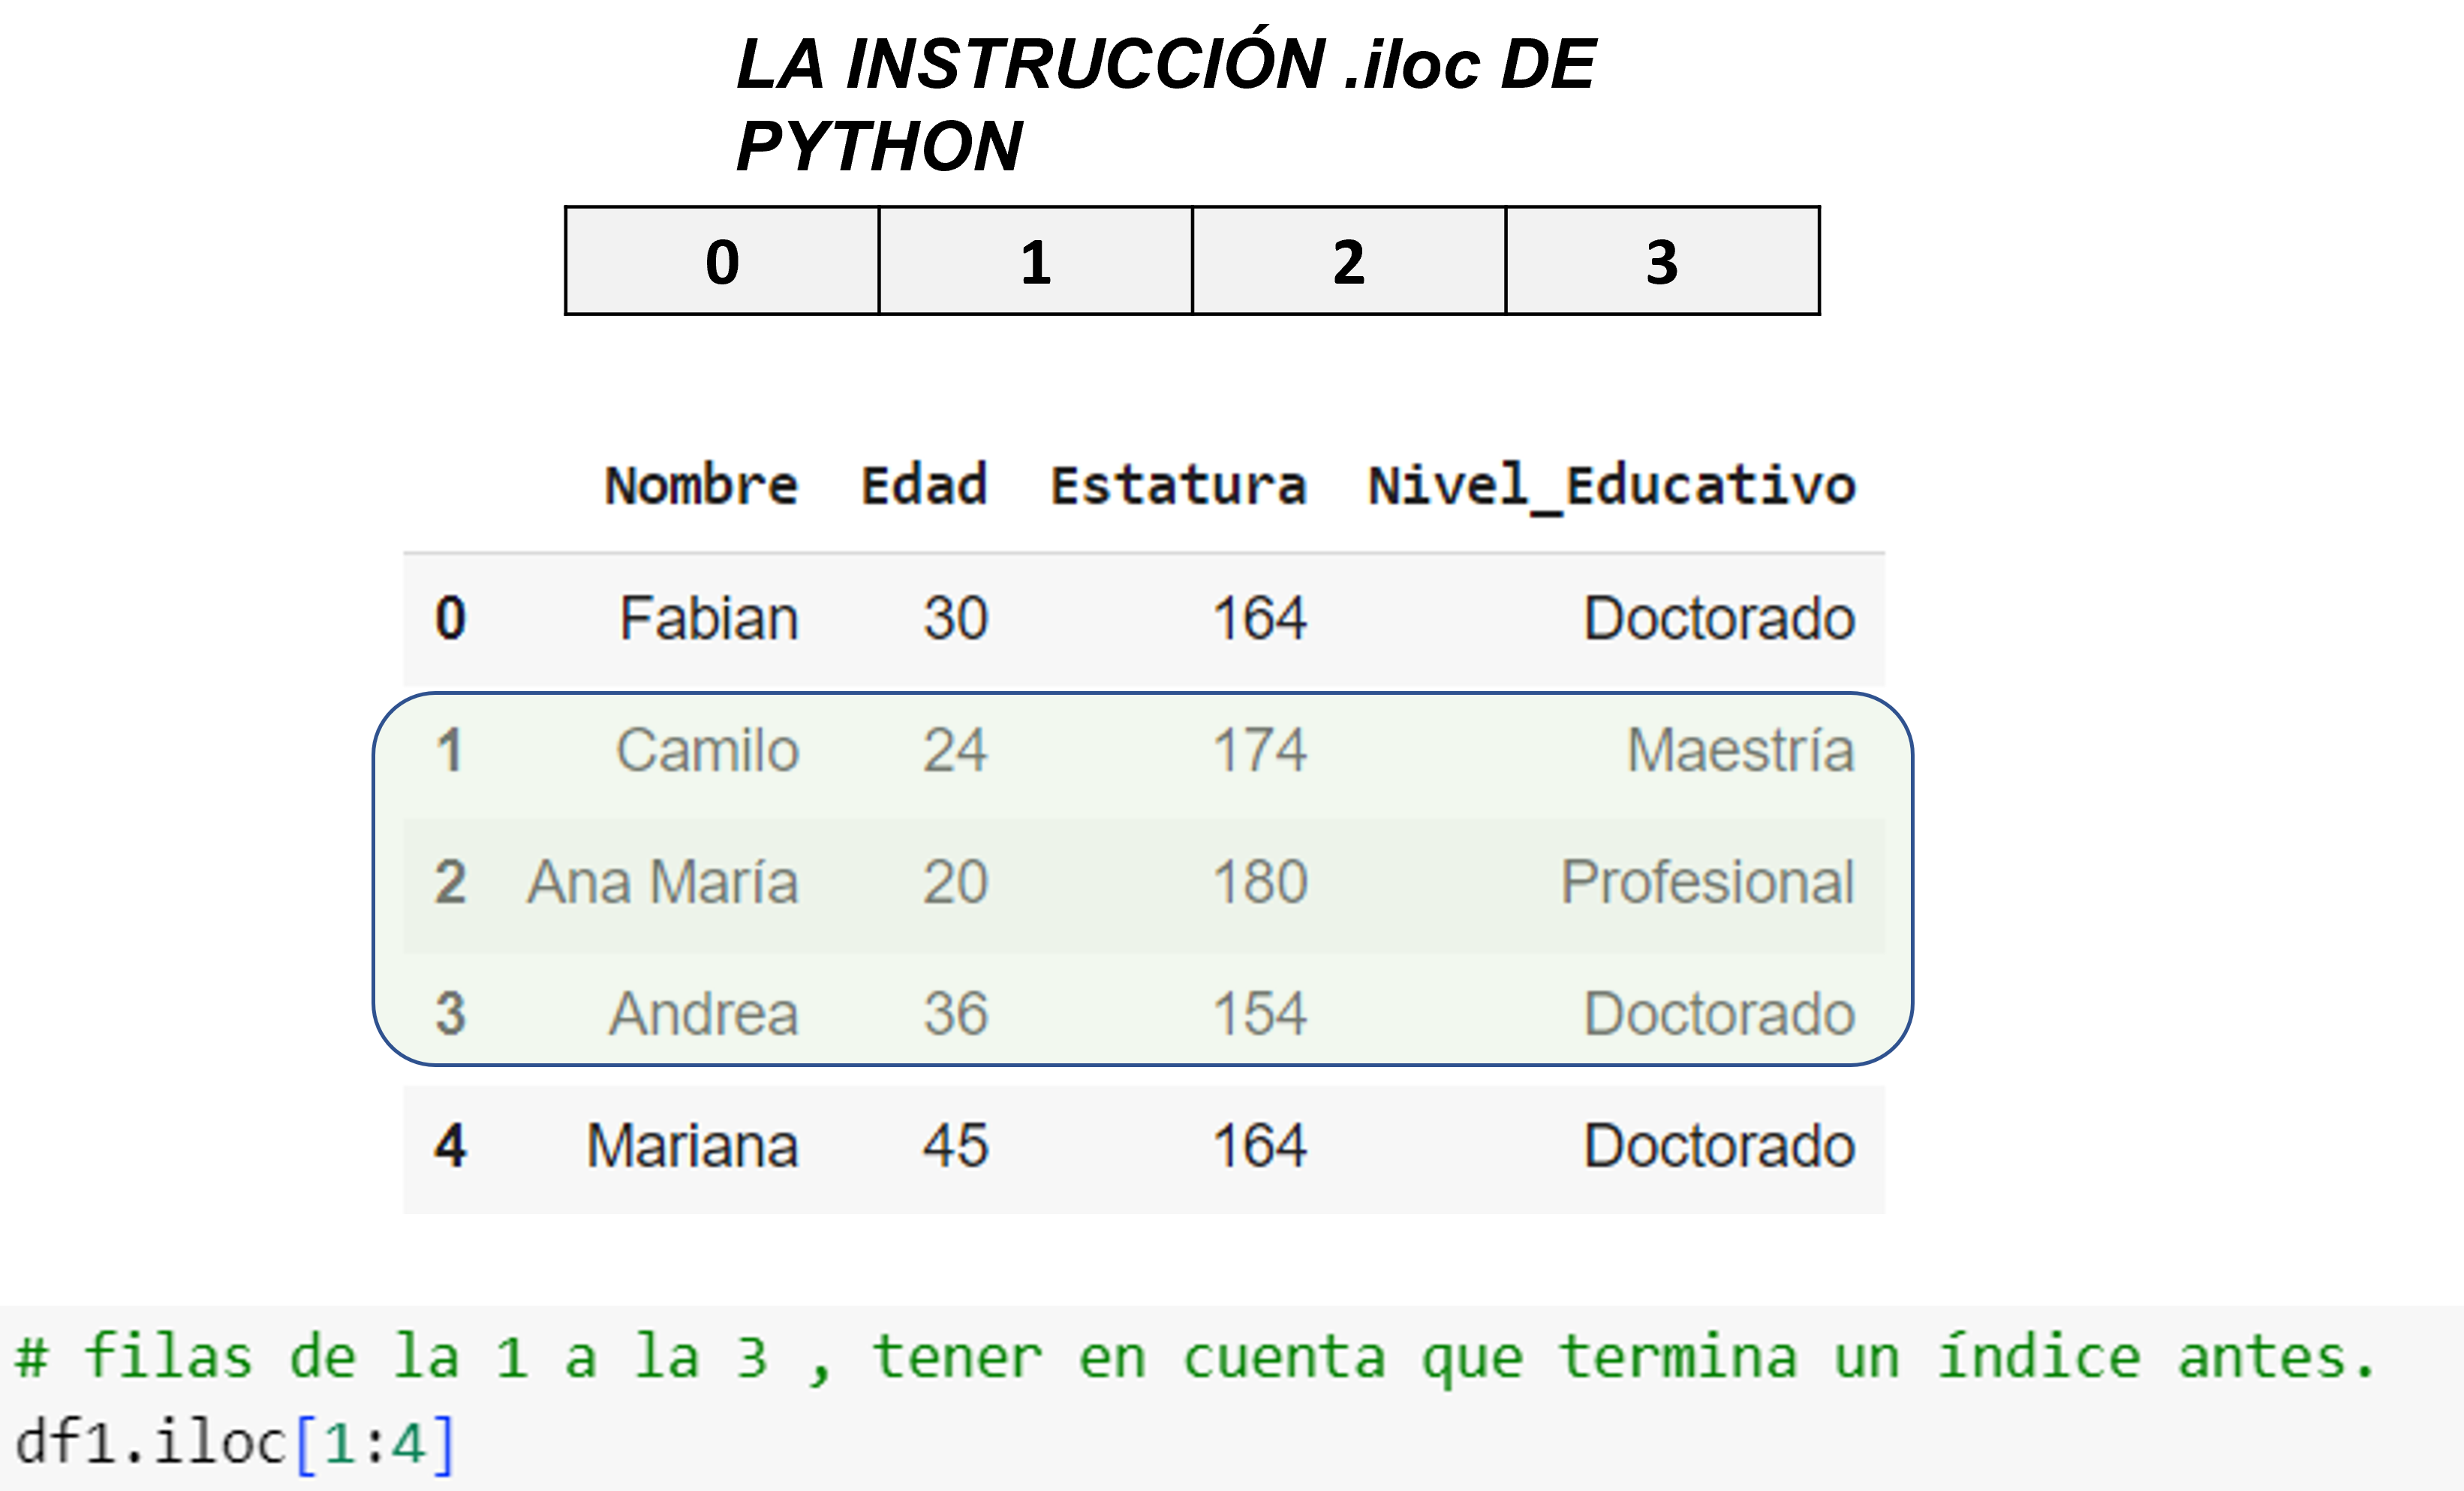 LA INSTRUCCIÓN .iloc DE
PYTHON
0 1 2 3
Nombre Edad Estatura Nivel_Educativo
0 Fabian 30 164 Doctorado
1 Camilo 24 174 Maestría
2 Ana María 20 180 Profesional
3 Andrea 36 154 Doctorado
4 Mariana 45 164 Doctorado
# filas de la 1 a la 3 , tener en cuenta que termina un índice antes.
df1.iloc[1:4]